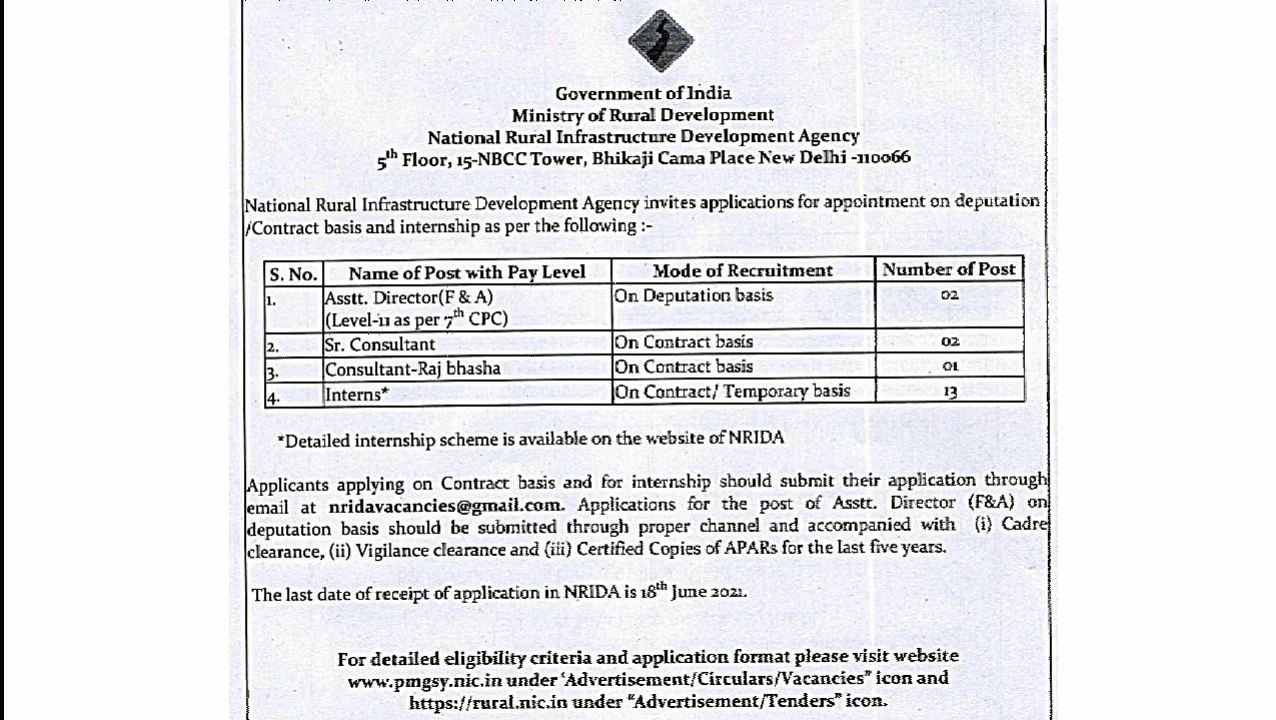 Government of India
Ministry of Rural Development
National Rural Infrastructure Development Agency
5th Floor, 15-NBCC Tower, Bhikaji Cama Place New Delhi -110066
National Rural Infrastructure Development Agency invites applications for appointment on deputation
/Contract basis and internship as per the following :-
S. No. Name of Post with Pay Level Mode of Recruitment Number of Post
1. Asstt. Director(F & A) On Deputation basis 02
(Level-11 as per 7th CPC)
2. Sr. Consultant On Contract basis 02
3. Consultant-Raj bhasha On Contract basis 01
4. Interns* On Contract/ Temporary basis 13
*Detailed internship scheme is available on the website of NRIDA
Applicants applying on Contract basis and for internship should submit their application through
email at nridavacancies@gmail.com. Applications for the post of Asstt. Director (F&A) on
deputation basis should be submitted through proper channel and accompanied with (i) Cadre
clearance, (ii) Vigilance clearance and (iii) Certified Copies of APARs for the last five years.
The last date of receipt of application in NRIDA is 18th June 2021.
For detailed eligibility criteria and application format please visit website
www.pmgsy.nic.in under ‘Advertisement/Circulars/Vacancies” icon and
https://rural.nic.in under “Advertisement/Tenders” icon.